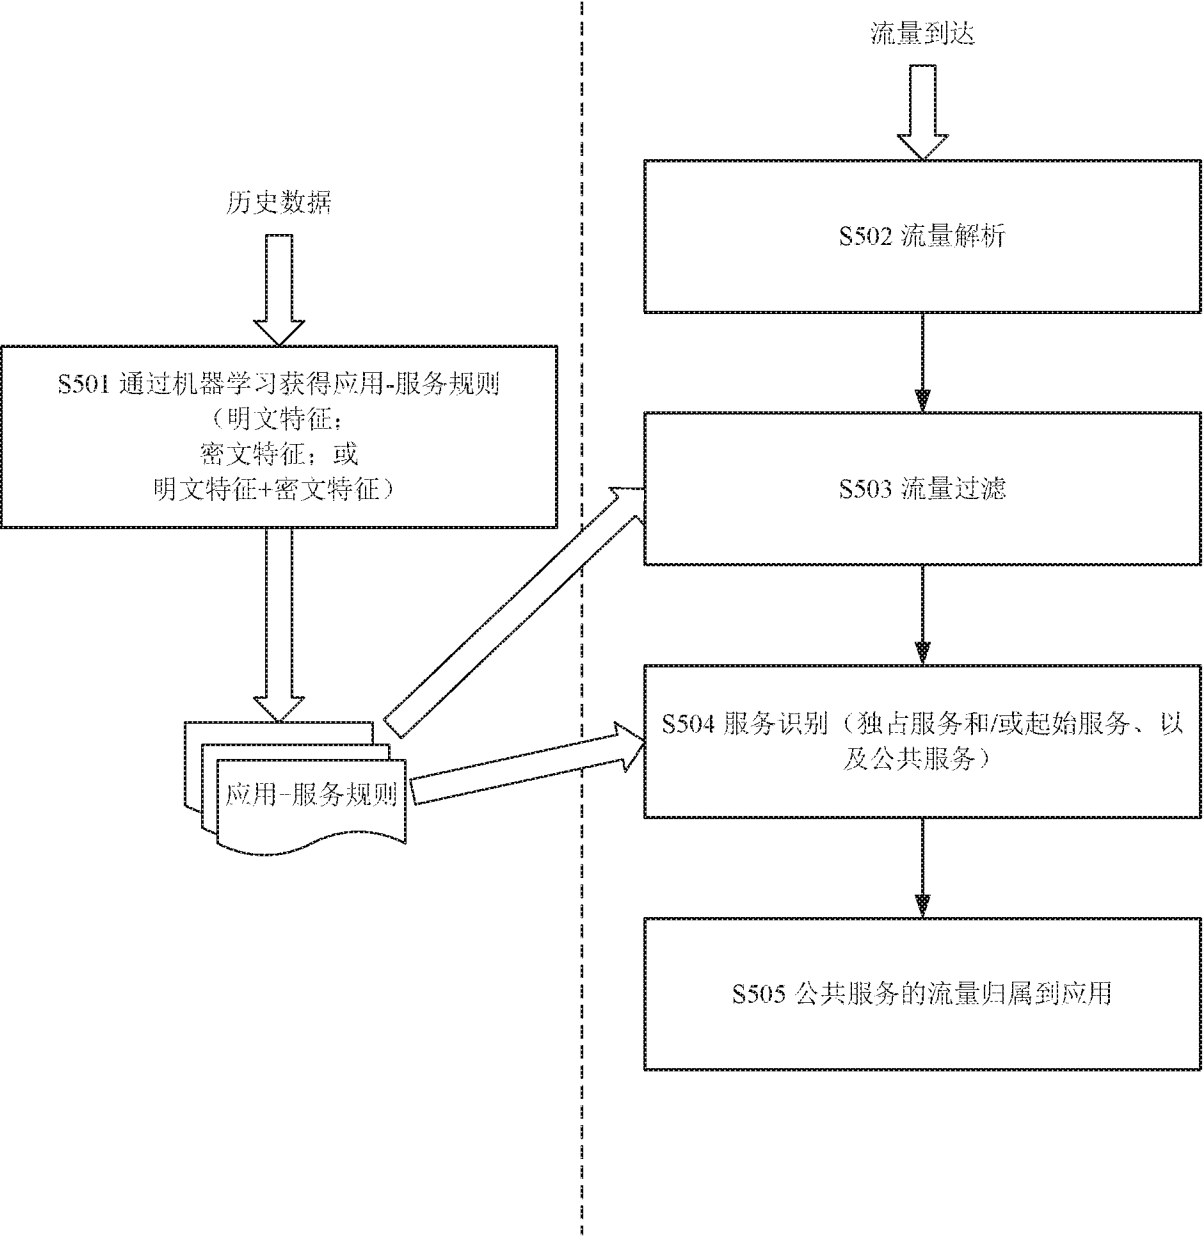 历史数据
S501 通过机器学习获得应用-服务规则
（明文特征；
密文特征；或
明文特征+密文特征）
应用-服务规则
流量到达
S502 流量解析
S503 流量过滤
S504 服务识别（独占服务和/或起始服务、以
及公共服务）
S505 公共服务的流量归属到应用